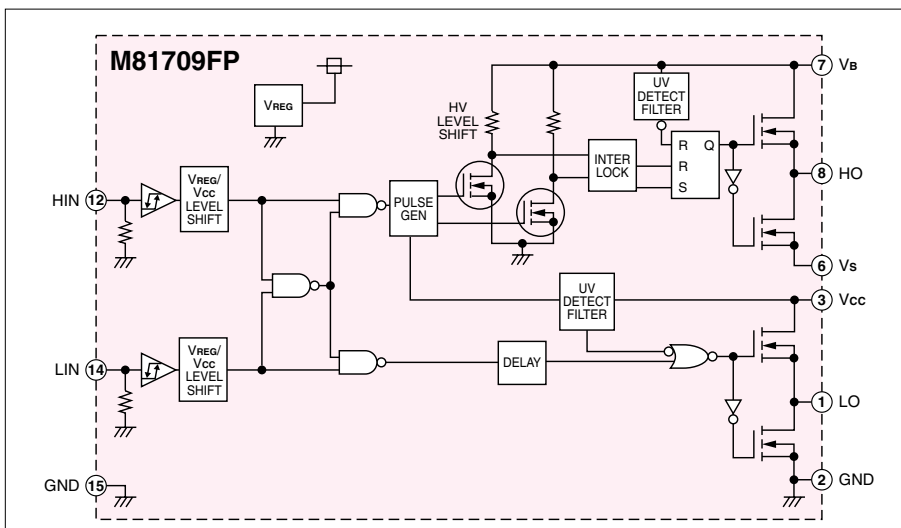 M81709FP
VREG
HV
LEVEL
SHIFT
UV
DETECT
FILTER
7 VB
R Q
R
S
INTER
LOCK
8 HO
HIN 12
VREG/
VCC
LEVEL
SHIFT
PULSE
GEN
6 VS
UV
DETECT
FILTER
3 VCC
LIN 14
VREG/
VCC
LEVEL
SHIFT
DELAY
1 LO
GND 15
2 GND